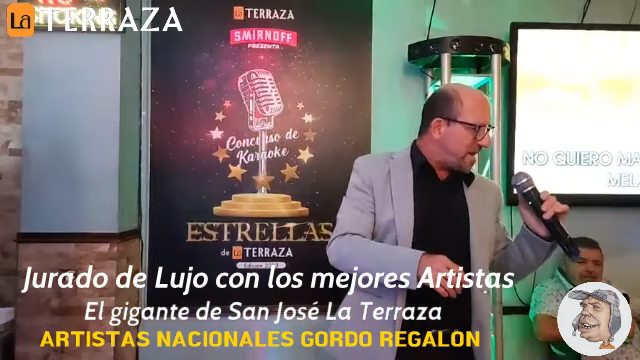 La TERRAZA
La TERRAZA
SMIRNOFF
PRESENTA
Concurso de
Karaoke
ESTRELLAS
de La TERRAZA
NO QUIERO MA
MEL
Jurado de Lujo con los mejores Artistas
El gigante de San José La Terraza
ARTISTAS NACIONALES GORDO REGALON